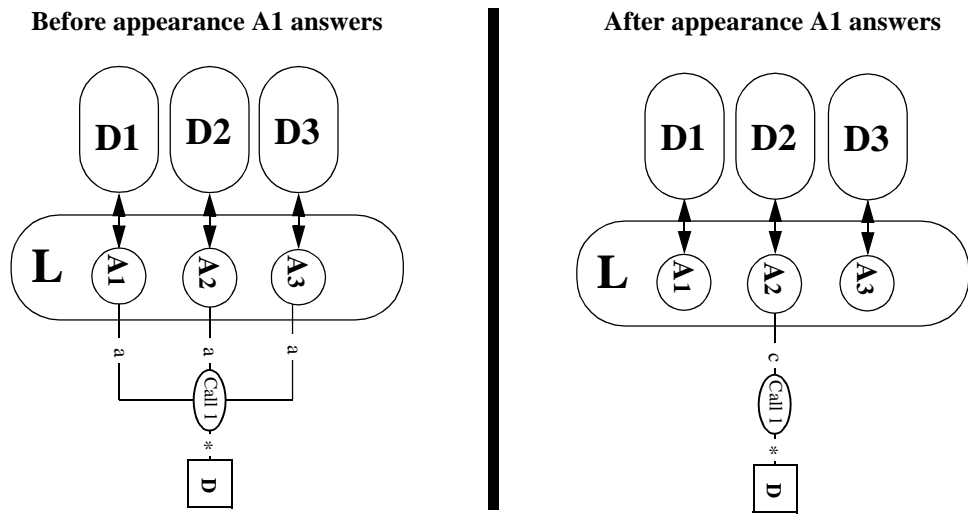 Before appearance A1 answers
D1 D2 D3
L A1 A2 A3
a a a
Call 1
*
D
After appearance A1 answers
D1 D2 D3
L A1 A2 A3
c
Call 1
*
D